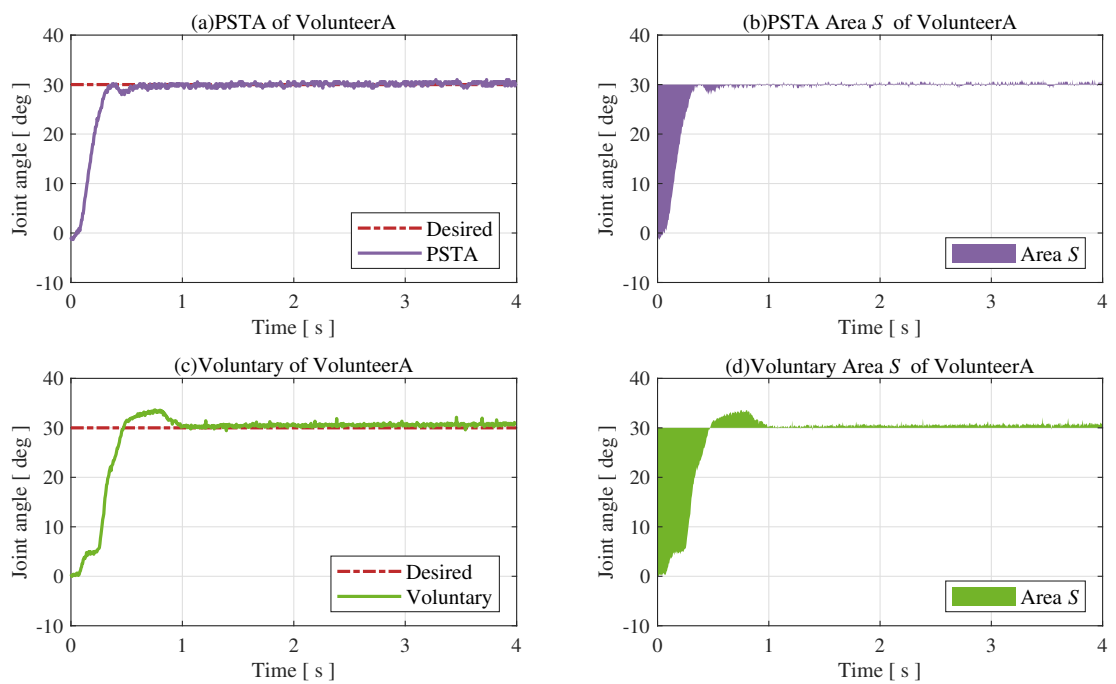 (a)PSTA of VolunteerA
40
30
20
10
0
-10
Joint angle [ deg ]
Desired
PSTA
0 1 2 3 4
Time [ s ]
(b)PSTA Area S of VolunteerA
40
30
20
10
0
-10
Joint angle [ deg ]
Area S
0 1 2 3 4
Time [ s ]
(c)Voluntary of VolunteerA
40
30
20
10
0
-10
Joint angle [ deg ]
Desired
Voluntary
0 1 2 3 4
Time [ s ]
(d)Voluntary Area S of VolunteerA
40
30
20
10
0
-10
Joint angle [ deg ]
Area S
0 1 2 3 4
Time [ s ]